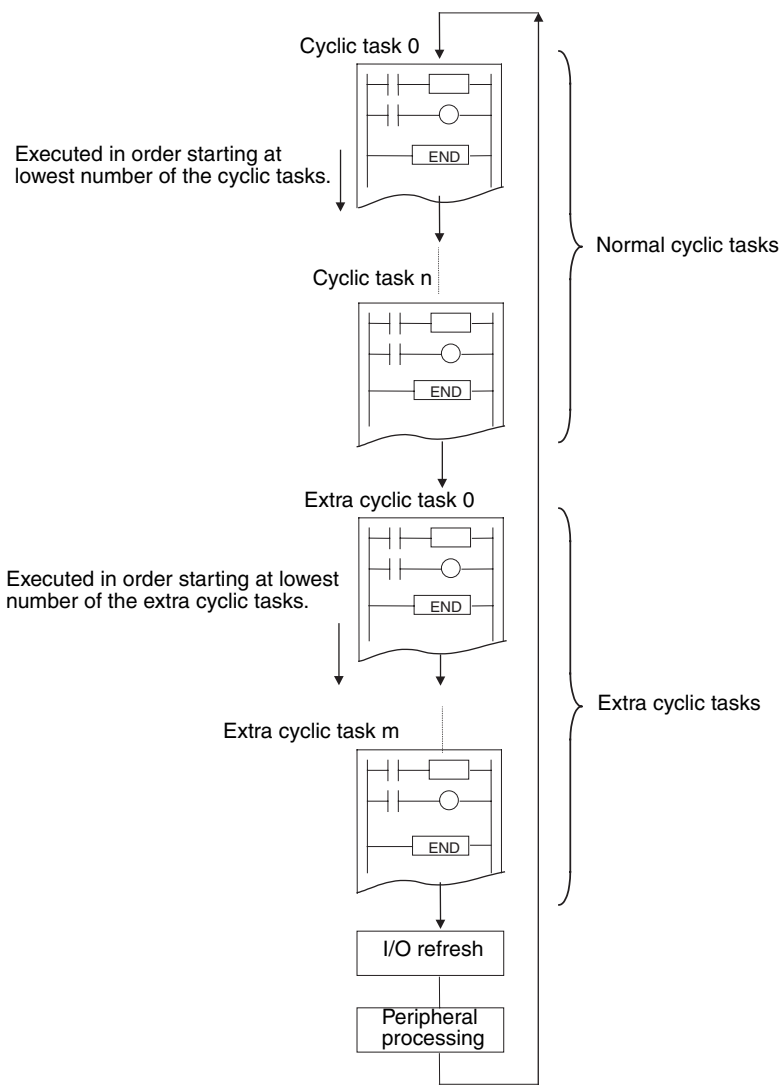 Cyclic task 0
END
Executed in order starting at
lowest number of the cyclic tasks.
Normal cyclic tasks
Cyclic task n
END
Extra cyclic task 0
END
Executed in order starting at lowest
number of the extra cyclic tasks.
Extra cyclic tasks
Extra cyclic task m
END
I/O refresh
Peripheral
processing